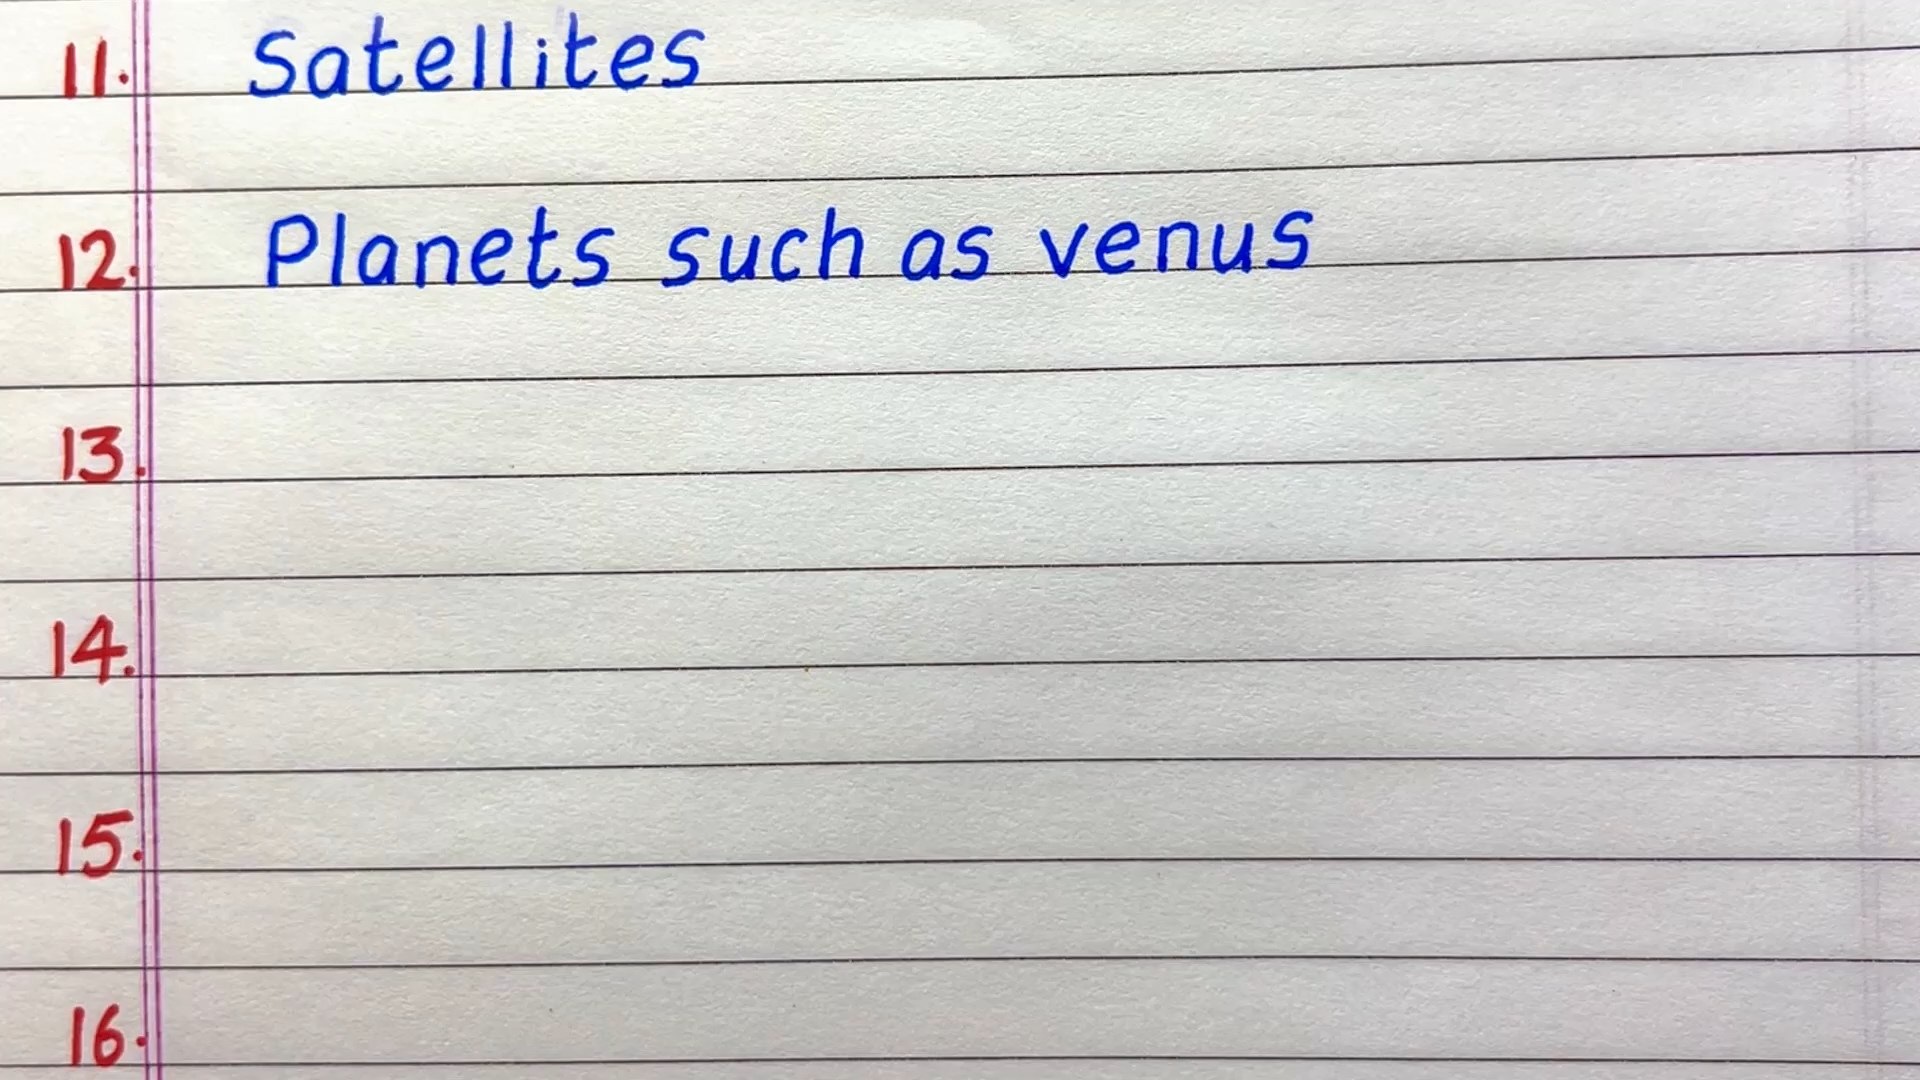 11. Satellites
12. Planets such as venus
13.
14.
15.
16.